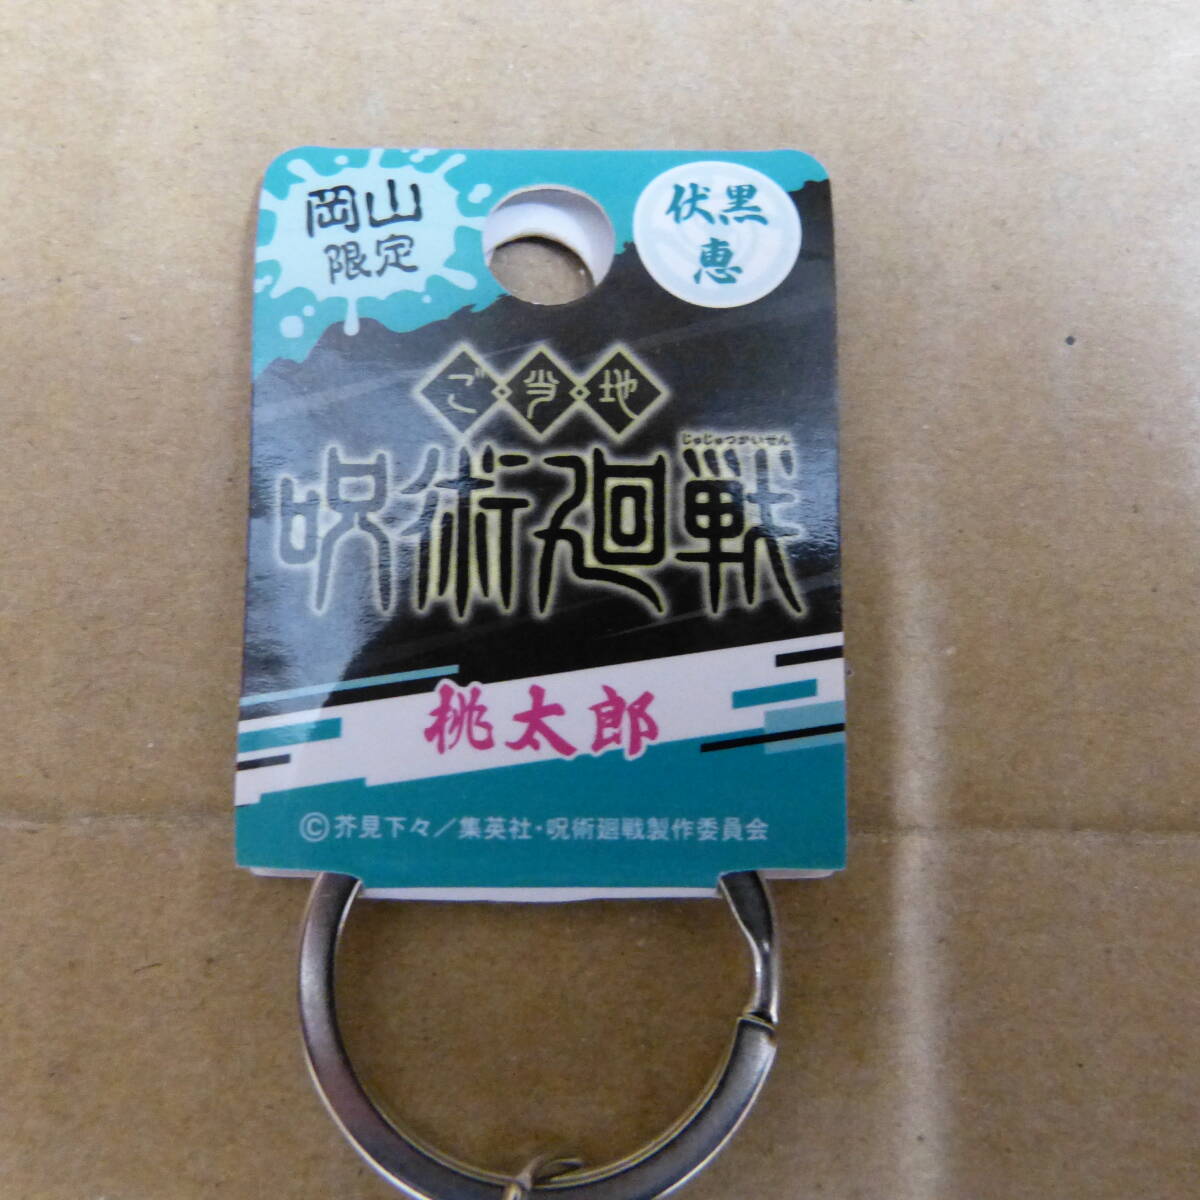 岡山
限定
伏黒
恵
ご当地
じゅじゅつかいせん
呪術廻戦
桃太郎
©芥見下々／集英社・呪術廻戦製作委員会